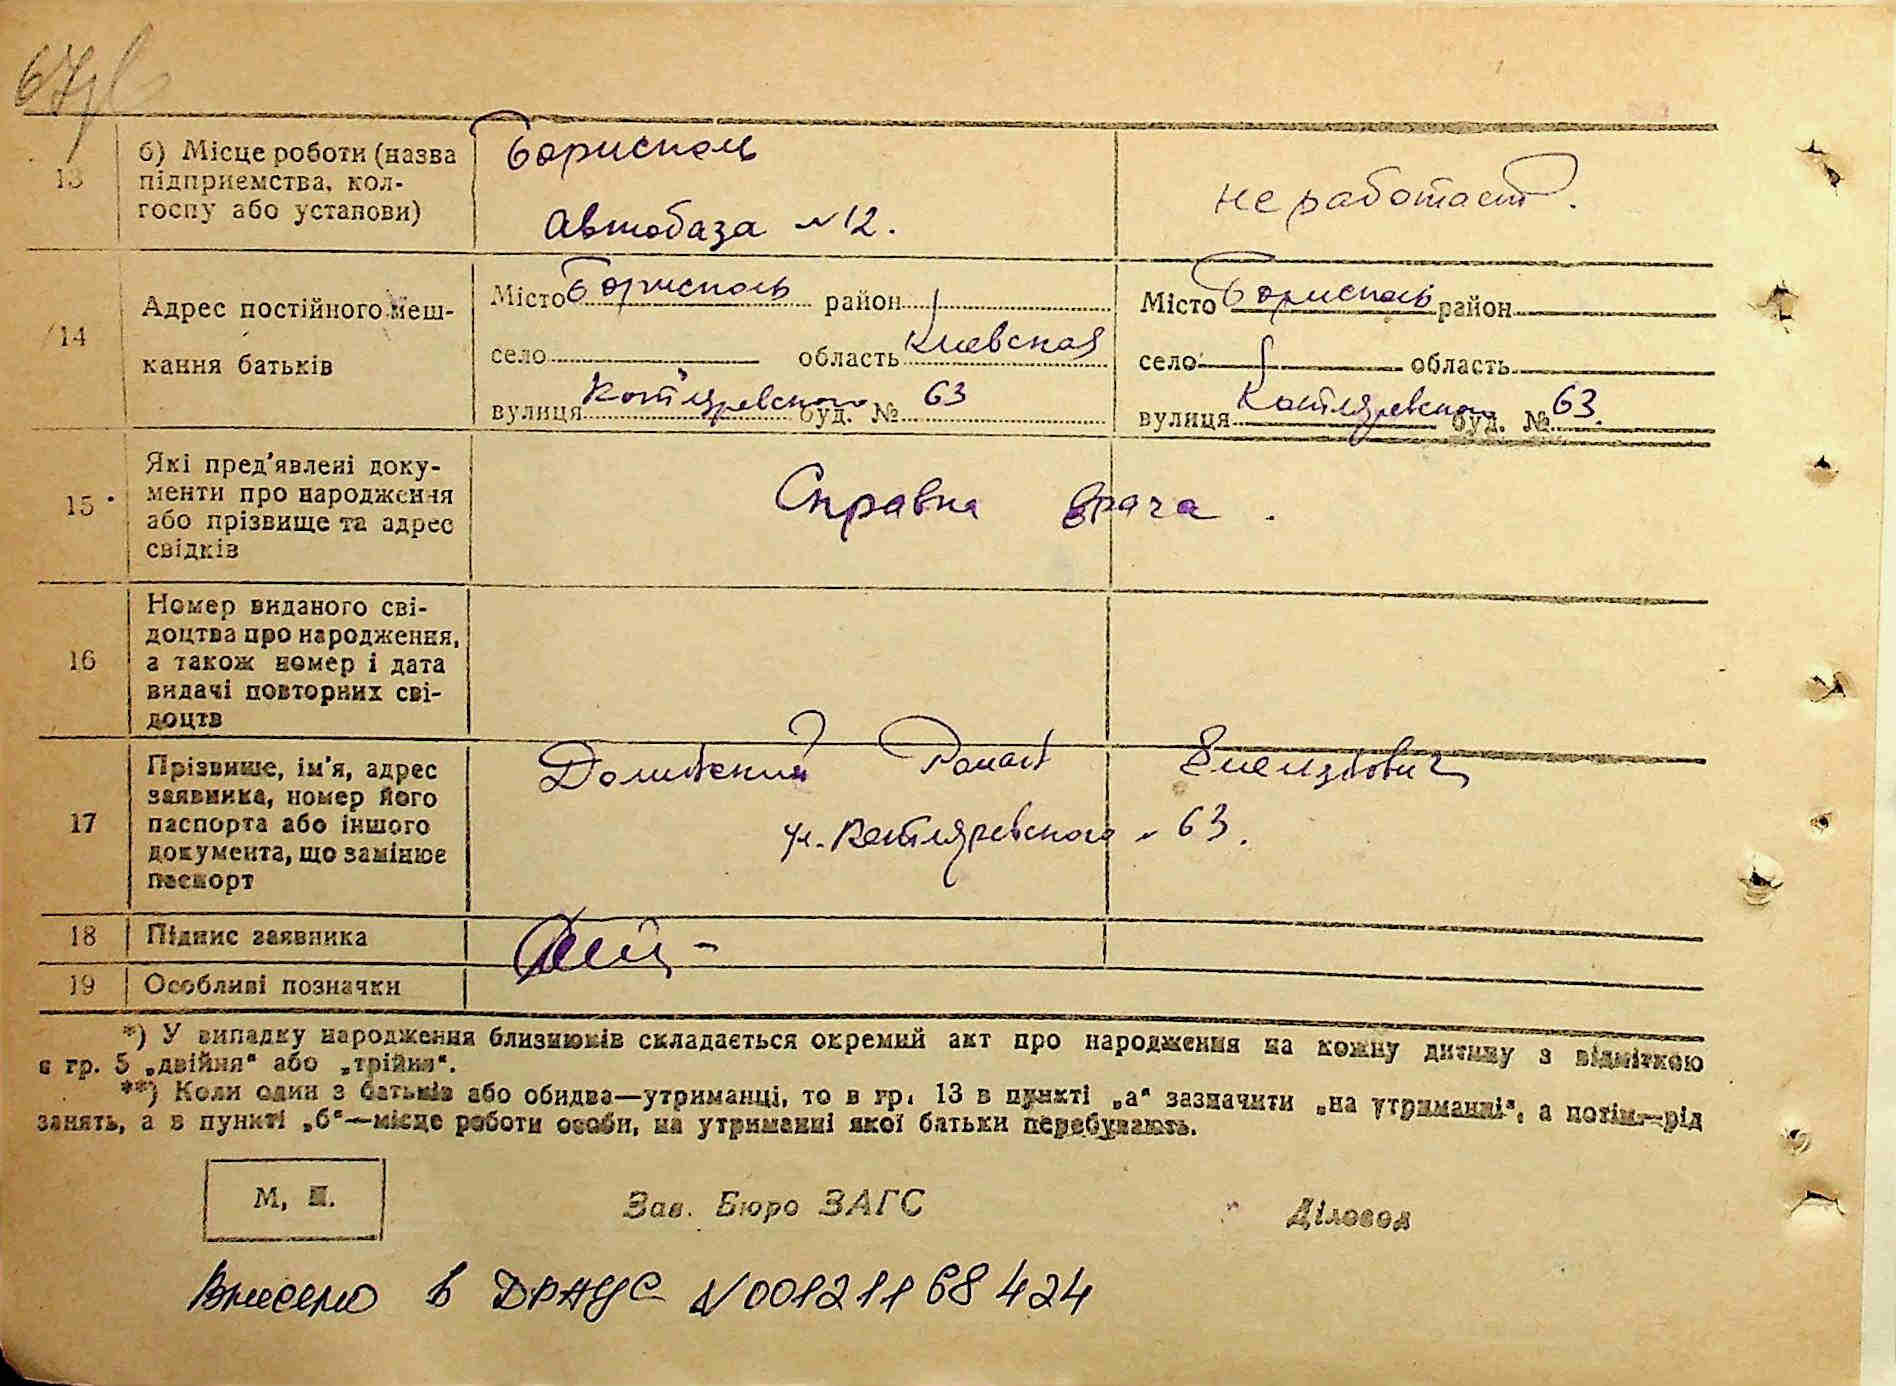 67
13 б) Місце роботи (назва підприємства, колгоспу або установи)
Борисполь
Автобаза №12.
не работает.
14 Адрес постійного мешкання батьків
Місто Борисполь район
село область Киевская
вулиця Котляревского буд. № 63
Місто Борисполь район
село область
вулиця Котляревского буд. № 63.
15 Які пред'явлені документи про народження або прізвище та адрес свідків
Справка врача.
16 Номер виданого свідоцтва про народження, а також номер і дата видачі повторних свідоцтв
17 Прізвище, ім'я, адрес заявника, номер його паспорта або іншого документа, що замінює паспорт
Роман
ул. Котляревского № 63.
18 Підпис заявника
19 Особливі позначки
*) У випадку народження близнюків складається окремий акт про народження на кожну дитину з відміткою
в гр. 5 „двійня" або „трійня".
**) Коли один з батьків або обидва—утриманці, то в гр. 13 в пункті „а" зазначити „на утриманні", а потім—рід
занять, а в пункті „б"—місце роботи особи, на утриманні якої батьки перебувають.
М, П.
Зав. Бюро ЗАГС
Діловод
Внесено в ДРАЦС N00121168424